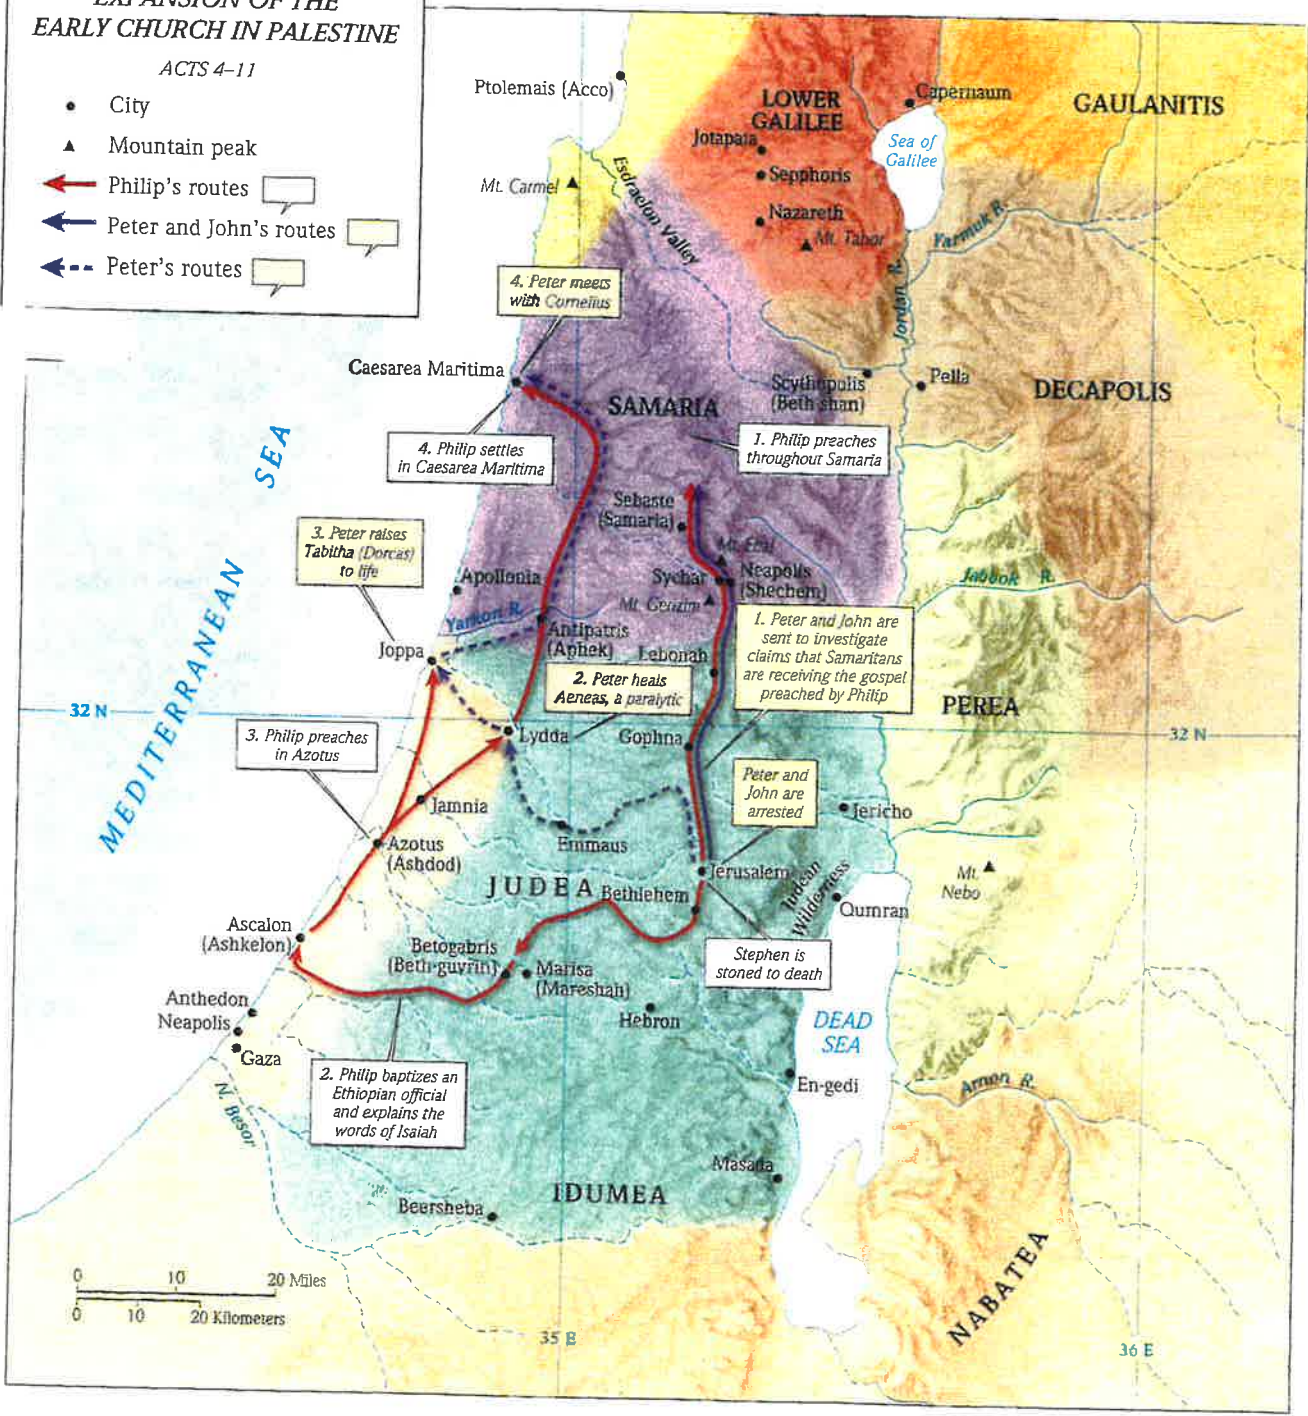 EXPANSION OF THE
EARLY CHURCH IN PALESTINE
ACTS 4–11
City
Mountain peak
Philip's routes
Peter and John's routes
Peter's routes
Ptolemais (Acco)
LOWER
GALILEE
Capernaum
GAULANITIS
Jotapata
Sea of
Galilee
Sepphoris
Mt. Carmel
Esdraelon Valley
Nazareth
Mt. Tabor
Yarmuk R.
Jordan R.
4. Peter meets
with Cornelius
Caesarea Maritima
Scythopolis
(Beth shan)
Pella
DECAPOLIS
SAMARIA
4. Philip settles
in Caesarea Maritima
1. Philip preaches
throughout Samaria
MEDITERRANEAN SEA
Sebaste
(Samaria)
3. Peter raises
Tabitha (Dorcas)
to life
Mt. Ebal
Apollonia
Sychar
Neapolis
(Shechem)
Jabbok R.
Mt. Gerizim
Yarkon R.
Antipatris
(Aphek)
1. Peter and John are
sent to investigate
claims that Samaritans
are receiving the gospel
preached by Philip
Joppa
Lebonah
2. Peter heals
Aeneas, a paralytic
PEREA
32 N
32 N
3. Philip preaches
in Azotus
Lydda
Gophna
Peter and
John are
arrested
Jamnia
Jericho
Azotus
(Ashdod)
Emmaus
Jerusalem
Mt.
Nebo
JUDEA
Bethlehem
Judean
Wilderness
Qumran
Ascalon
(Ashkelon)
Betogabris
(Beth-guvrin)
Marisa
(Mareshah)
Stephen is
stoned to death
Anthedon
Neapolis
Hebron
DEAD
SEA
Gaza
2. Philip baptizes an
Ethiopian official
and explains the
words of Isaiah
En-gedi
Arnon R.
N. Besor
Masada
IDUMEA
Beersheba
NABATEA
0 10 20 Miles
0 10 20 Kilometers
35 E
36 E